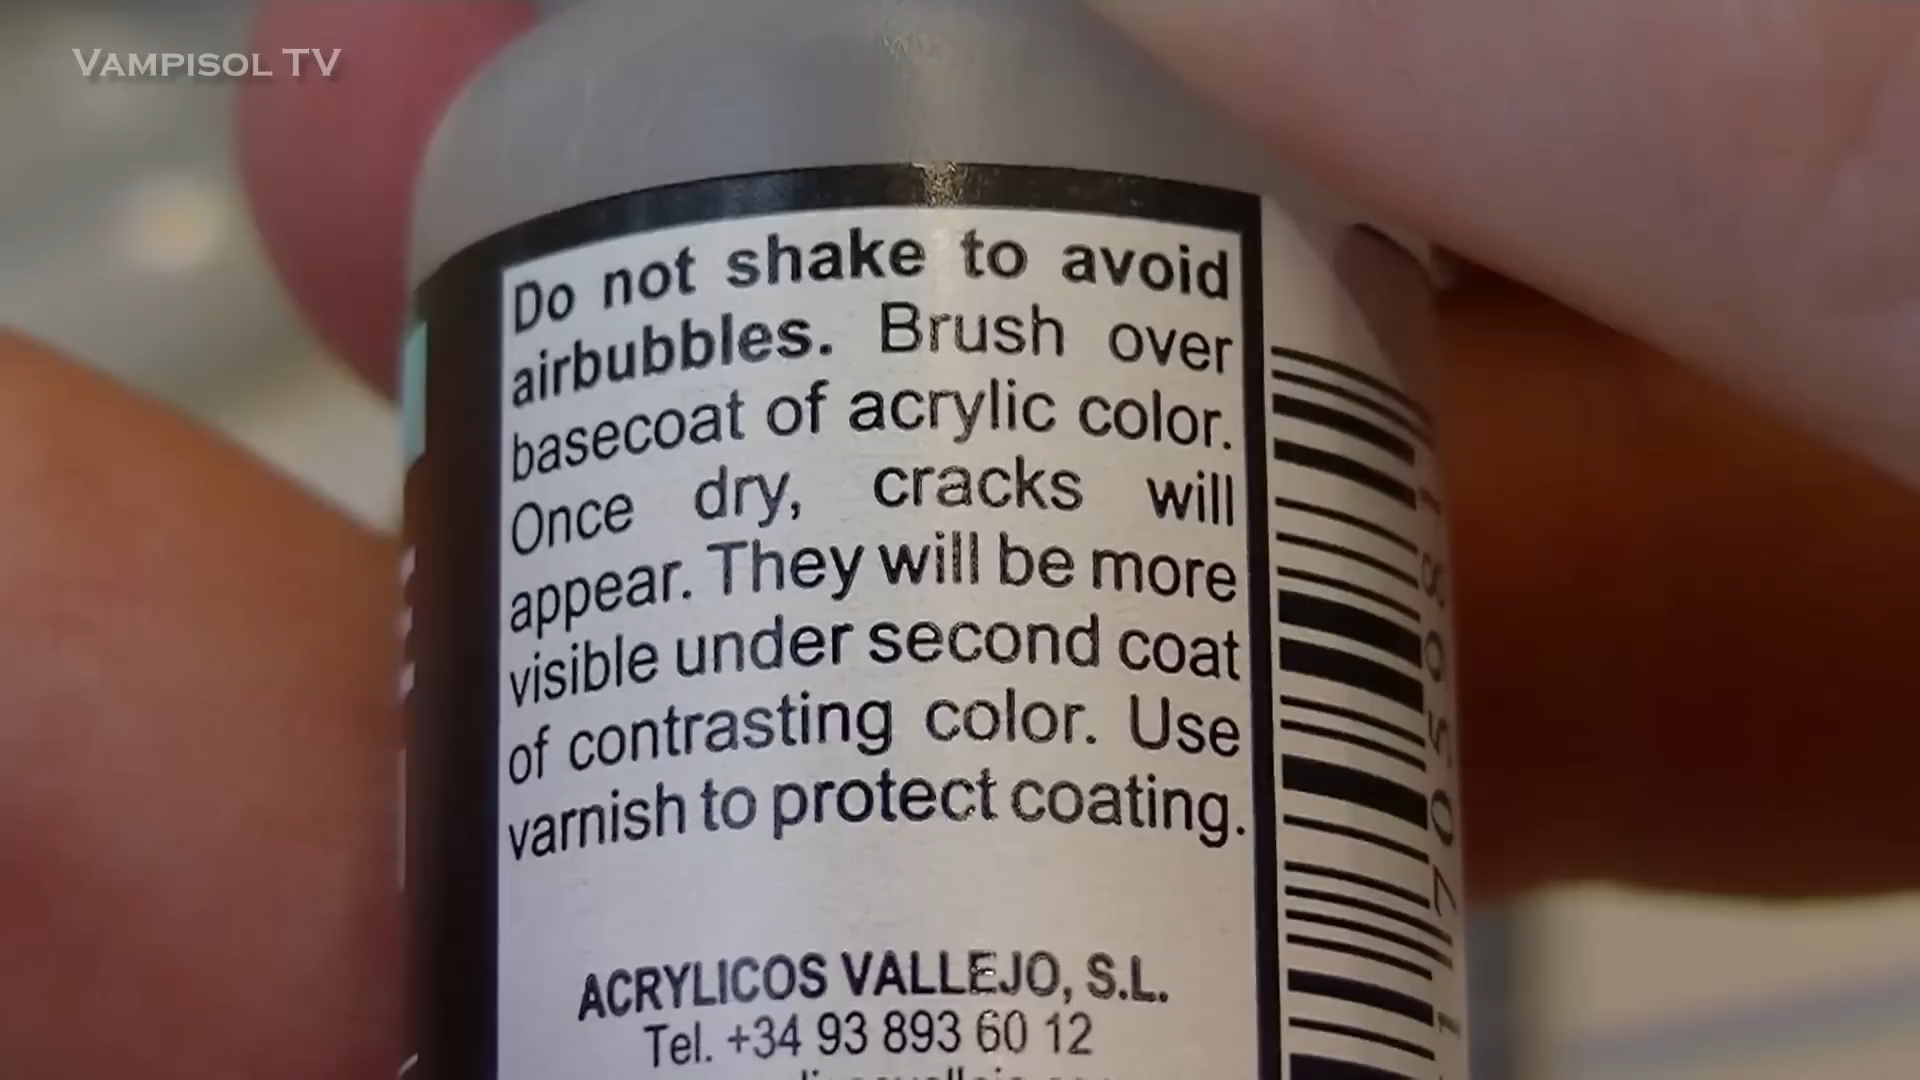 VAMPISOL TV
Do not shake to avoid
airbubbles. Brush over
basecoat of acrylic color.
Once dry, cracks will
appear. They will be more
visible under second coat
of contrasting color. Use
varnish to protect coating.
ACRYLICOS VALLEJO, S.L.
Tel. +34 93 893 60 12